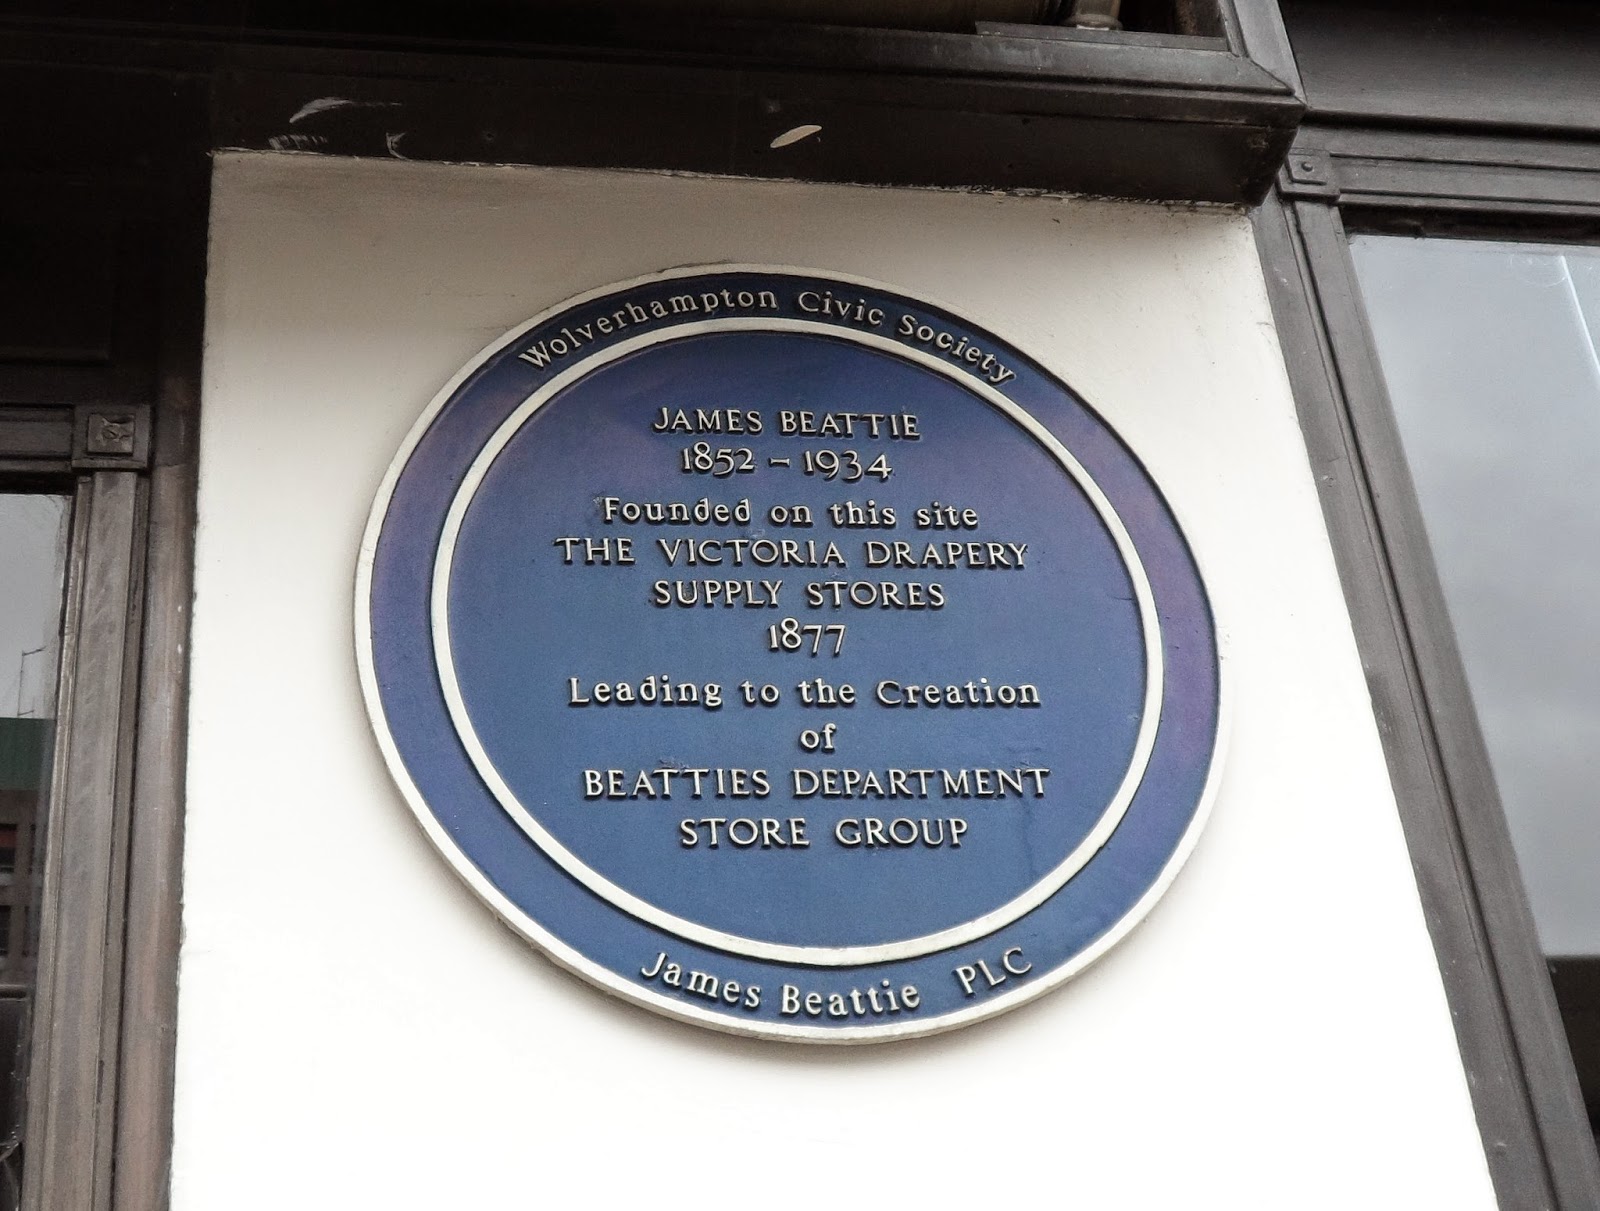 Wolverhampton Civic Society
JAMES BEATTIE
1852 – 1934
Founded on this site
THE VICTORIA DRAPERY
SUPPLY STORES
1877
Leading to the Creation
of
BEATTIES DEPARTMENT
STORE GROUP
James Beattie PLC